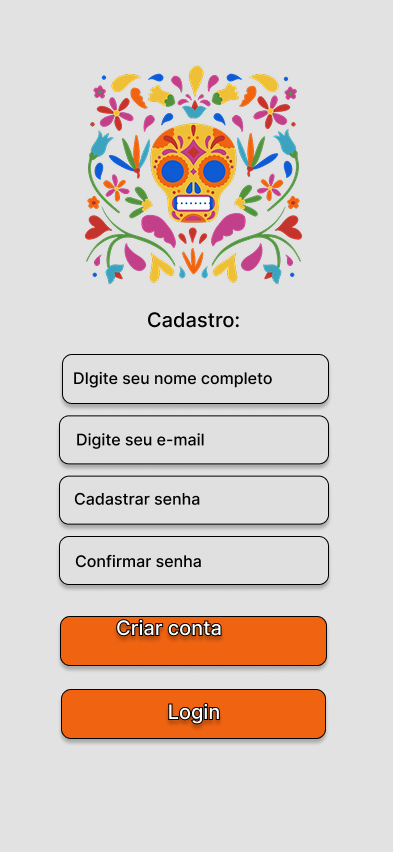 Cadastro:
DIgite seu nome completo
Digite seu e-mail
Cadastrar senha
Confirmar senha
Criar conta
Login